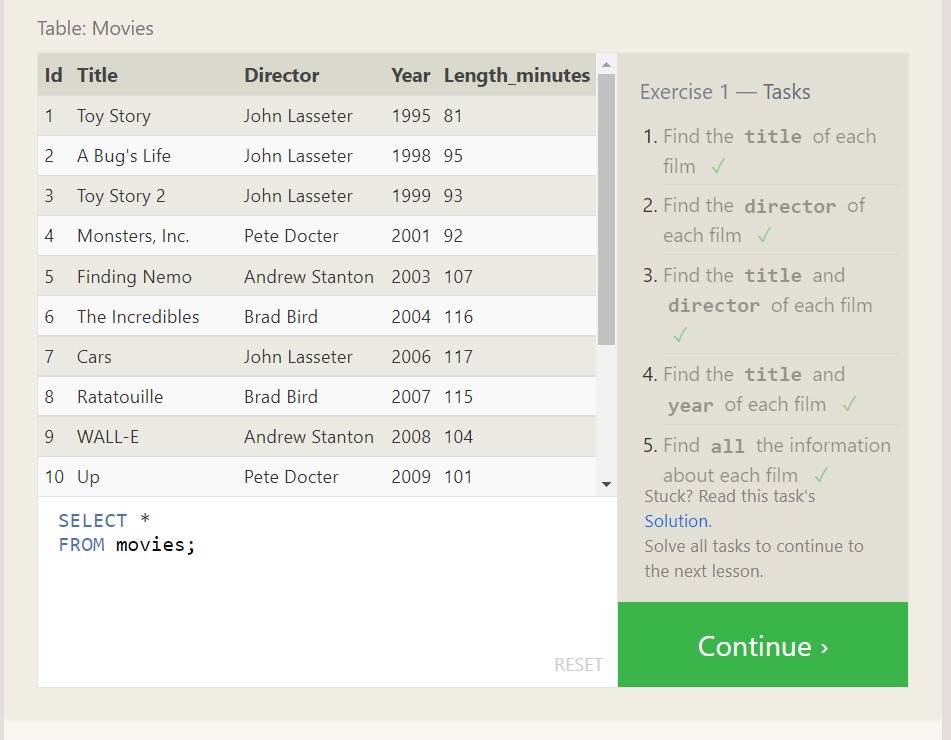 Table: Movies
Id Title Director Year Length_minutes
1 Toy Story John Lasseter 1995 81
2 A Bug's Life John Lasseter 1998 95
3 Toy Story 2 John Lasseter 1999 93
4 Monsters, Inc. Pete Docter 2001 92
5 Finding Nemo Andrew Stanton 2003 107
6 The Incredibles Brad Bird 2004 116
7 Cars John Lasseter 2006 117
8 Ratatouille Brad Bird 2007 115
9 WALL-E Andrew Stanton 2008 104
10 Up Pete Docter 2009 101
SELECT *
FROM movies;
RESET
Exercise 1 — Tasks
1. Find the title of each
film ✓
2. Find the director of
each film ✓
3. Find the title and
director of each film
✓
4. Find the title and
year of each film ✓
5. Find all the information
about each film ✓
Stuck? Read this task's
Solution.
Solve all tasks to continue to
the next lesson.
Continue ›